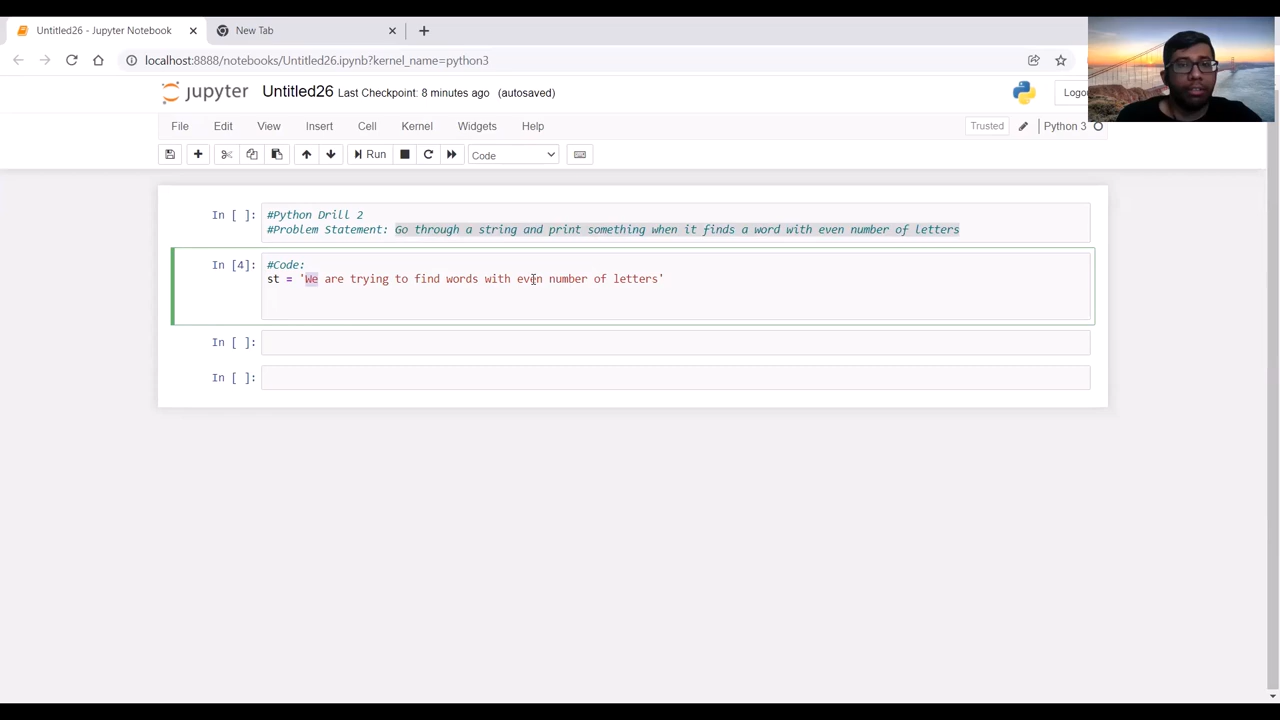 Untitled26 - Jupyter Notebook
New Tab
localhost:8888/notebooks/Untitled26.ipynb?kernel_name=python3
jupyter Untitled26 Last Checkpoint: 8 minutes ago (autosaved)
Logo
File Edit View Insert Cell Kernel Widgets Help
Trusted Python 3
Run Code
In [ ]: #Python Drill 2
#Problem Statement: Go through a string and print something when it finds a word with even number of letters
In [4]: #Code:
st = 'We are trying to find words with even number of letters'
In [ ]:
In [ ]: